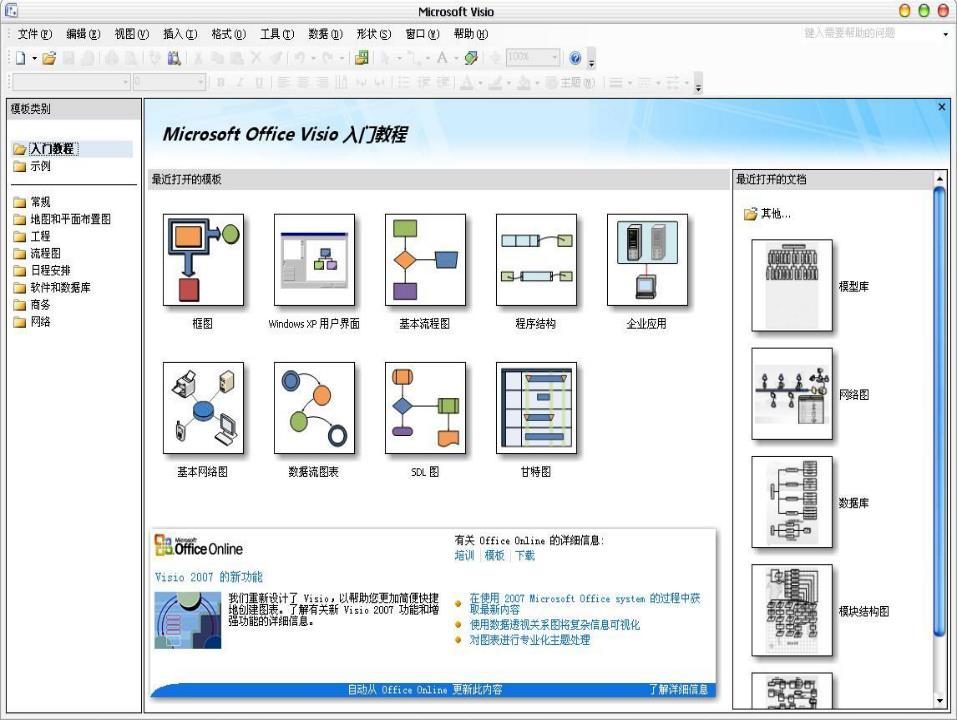 Microsoft Visio
文件(F) 编辑(E) 视图(V) 插入(I) 格式(O) 工具(T) 数据(D) 形状(S) 窗口(W) 帮助(H) 键入需要帮助的问题
100%
B I U 主题(M)
模板类别
入门教程
示例
常规
地图和平面布置图
工程
流程图
日程安排
软件和数据库
商务
网络
Microsoft Office Visio 入门教程
最近打开的模板
框图 Windows XP 用户界面 基本流程图 程序结构 企业应用
基本网络图 数据流图表 SDL 图 甘特图
Microsoft
Office Online
Visio 2007 的新功能
我们重新设计了 Visio，以帮助您更加简便快捷
地创建图表。了解有关新 Visio 2007 功能和增
强功能的详细信息。
有关 Office Online 的详细信息:
培训 | 模板 | 下载
在使用 2007 Microsoft Office system 的过程中获
取最新内容
使用数据透视关系图将复杂信息可视化
对图表进行专业化主题处理
自动从 Office Online 更新此内容 了解详细信息
最近打开的文档
其他...
模型库
网络图
数据库
模块结构图